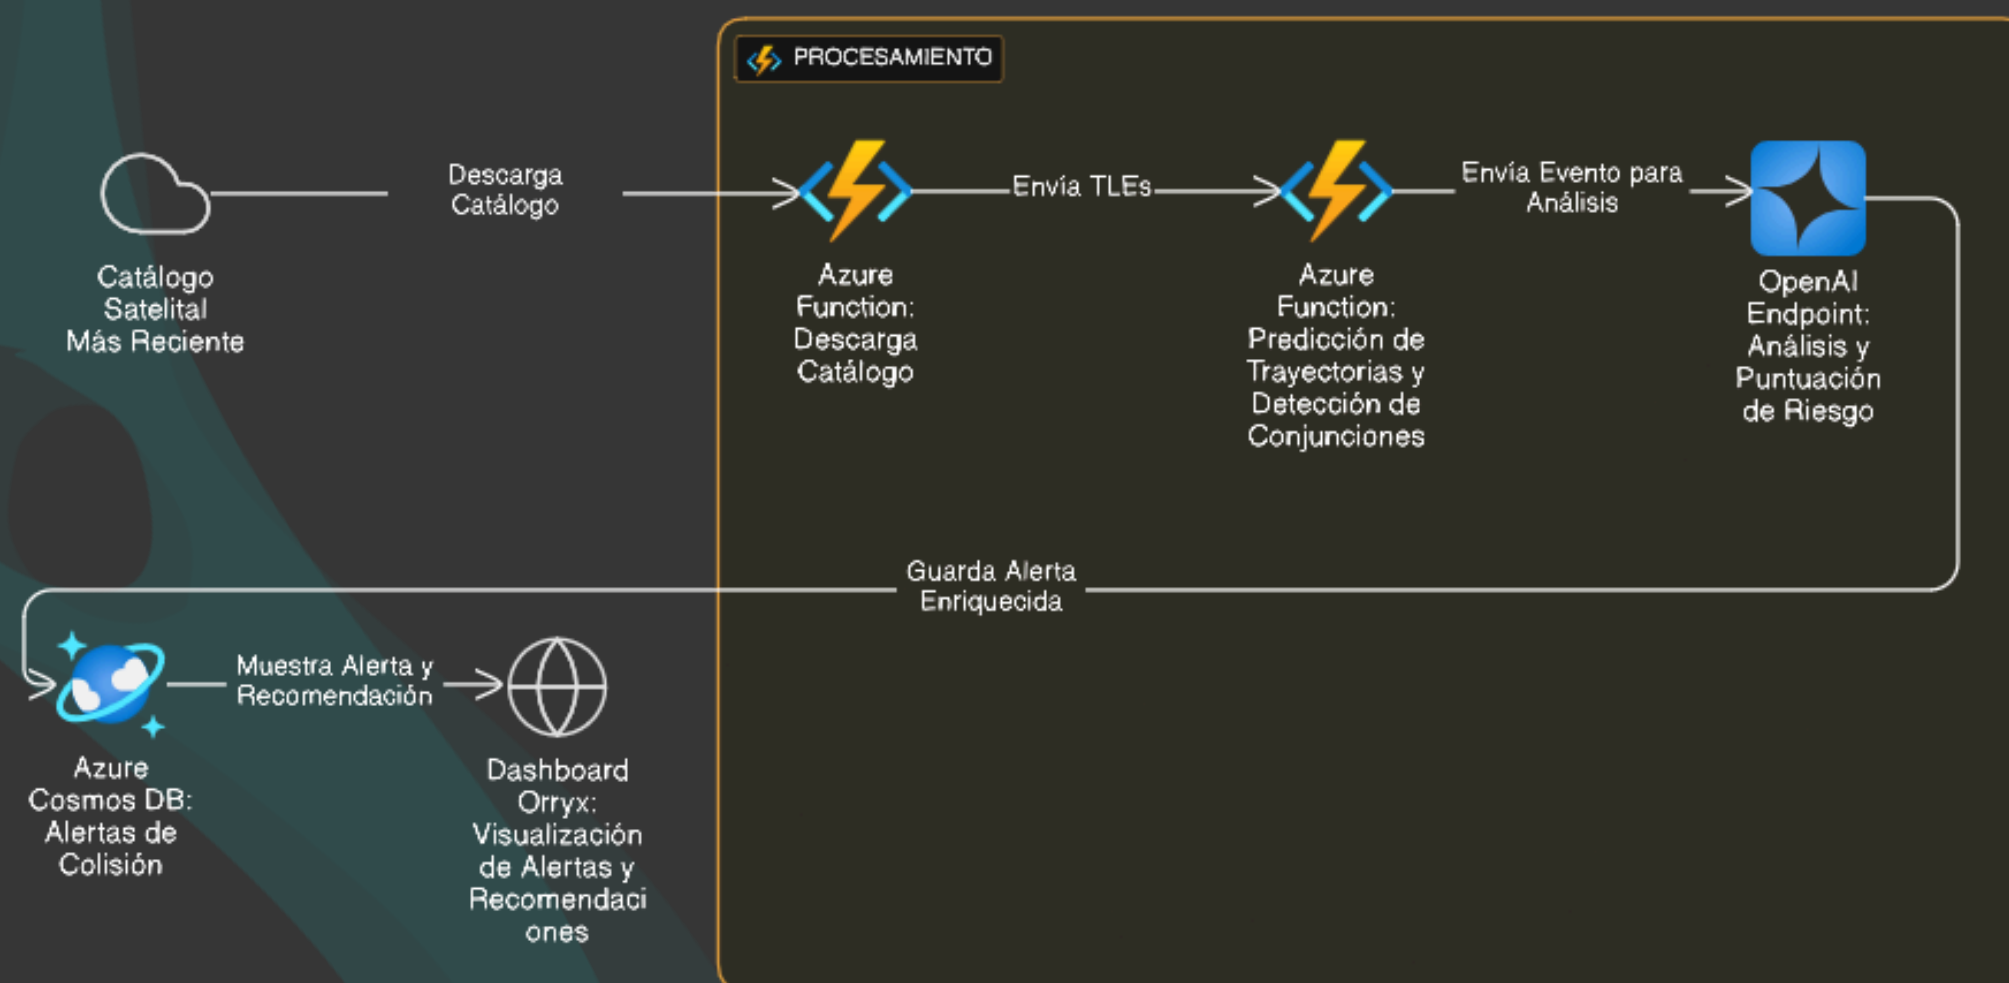 PROCESAMIENTO
Descarga
Catálogo
Envía TLEs
Envía Evento para
Análisis
Catálogo
Satelital
Más Reciente
Azure
Function:
Descarga
Catálogo
Azure
Function:
Predicción de
Trayectorias y
Detección de
Conjunciones
OpenAI
Endpoint:
Análisis y
Puntuación
de Riesgo
Guarda Alerta
Enriquecida
Muestra Alerta y
Recomendación
Azure
Cosmos DB:
Alertas de
Colisión
Dashboard
Orryx:
Visualización
de Alertas y
Recomendaci
ones